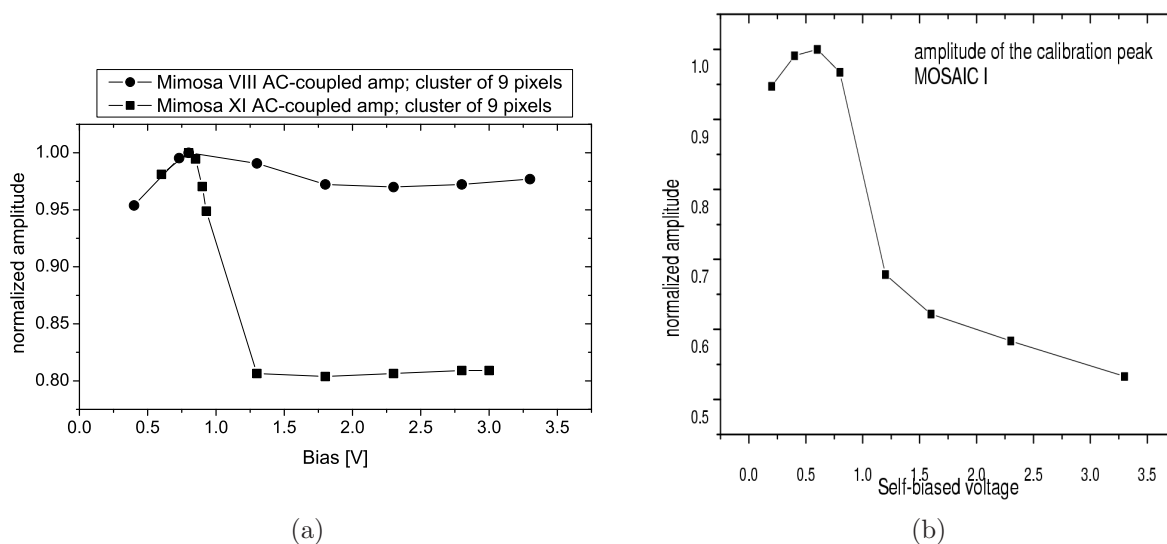 Mimosa VIII AC-coupled amp; cluster of 9 pixels
Mimosa XI AC-coupled amp; cluster of 9 pixels
normalized amplitude
1.00
0.95
0.90
0.85
0.80
0.0 0.5 1.0 1.5 2.0 2.5 3.0 3.5
Bias [V]
(a)
amplitude of the calibration peak
MOSAIC I
normalized amplitude
1.0
0.9
0.8
0.7
0.6
0.5
0.0 0.5 1.0 1.5 2.0 2.5 3.0 3.5
Self-biased voltage
(b)